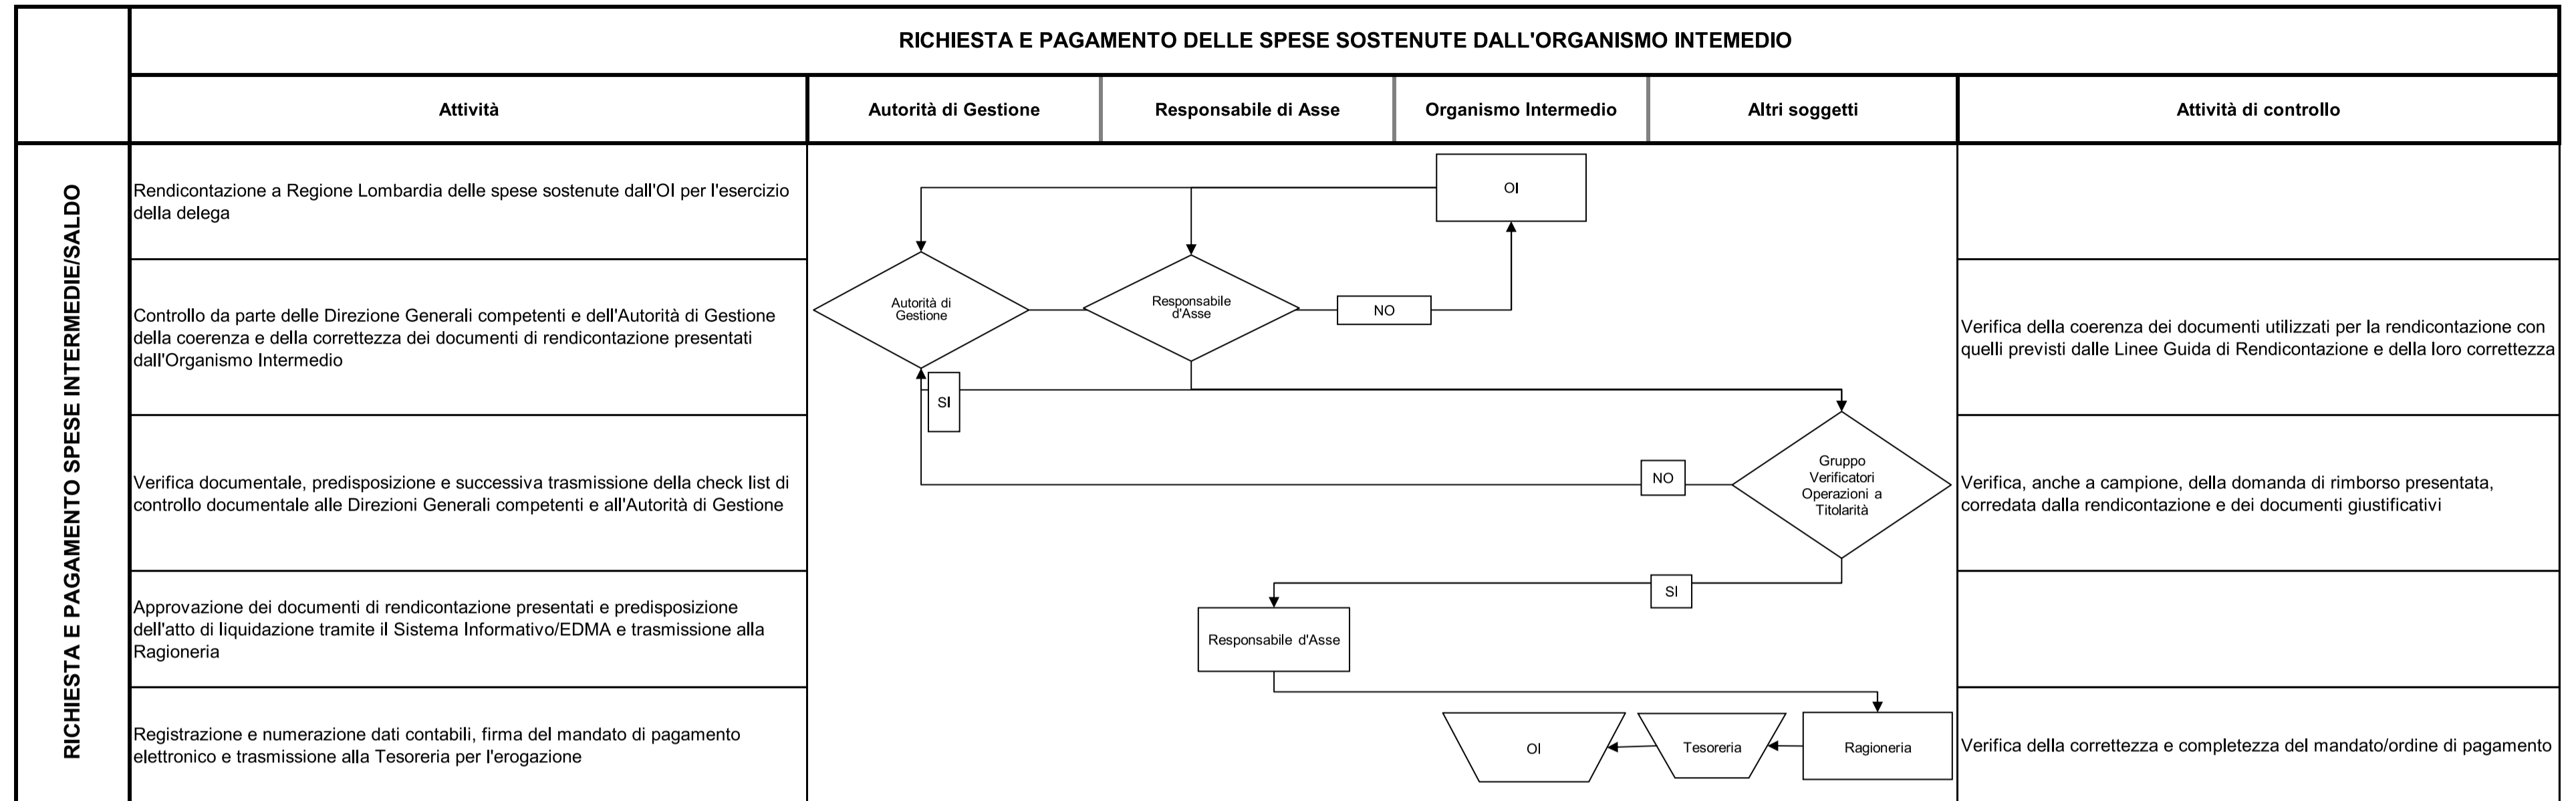 RICHIESTA E PAGAMENTO DELLE SPESE SOSTENUTE DALL'ORGANISMO INTEMEDIO
Attività
Autorità di Gestione
Responsabile di Asse
Organismo Intermedio
Altri soggetti
Attività di controllo
RICHIESTA E PAGAMENTO SPESE INTERMEDIE/SALDO
Rendicontazione a Regione Lombardia delle spese sostenute dall'OI per l'esercizio
della delega
OI
Controllo da parte delle Direzione Generali competenti e dell'Autorità di Gestione
della coerenza e della correttezza dei documenti di rendicontazione presentati
dall'Organismo Intermedio
Autorità di
Gestione
Responsabile
d'Asse
NO
Verifica della coerenza dei documenti utilizzati per la rendicontazione con
quelli previsti dalle Linee Guida di Rendicontazione e della loro correttezza
SI
Verifica documentale, predisposizione e successiva trasmissione della check list di
controllo documentale alle Direzioni Generali competenti e all'Autorità di Gestione
NO
Gruppo
Verificatori
Operazioni a
Titolarità
Verifica, anche a campione, della domanda di rimborso presentata,
corredata dalla rendicontazione e dei documenti giustificativi
SI
Approvazione dei documenti di rendicontazione presentati e predisposizione
dell'atto di liquidazione tramite il Sistema Informativo/EDMA e trasmissione alla
Ragioneria
Responsabile d'Asse
Registrazione e numerazione dati contabili, firma del mandato di pagamento
elettronico e trasmissione alla Tesoreria per l'erogazione
OI
Tesoreria
Ragioneria
Verifica della correttezza e completezza del mandato/ordine di pagamento